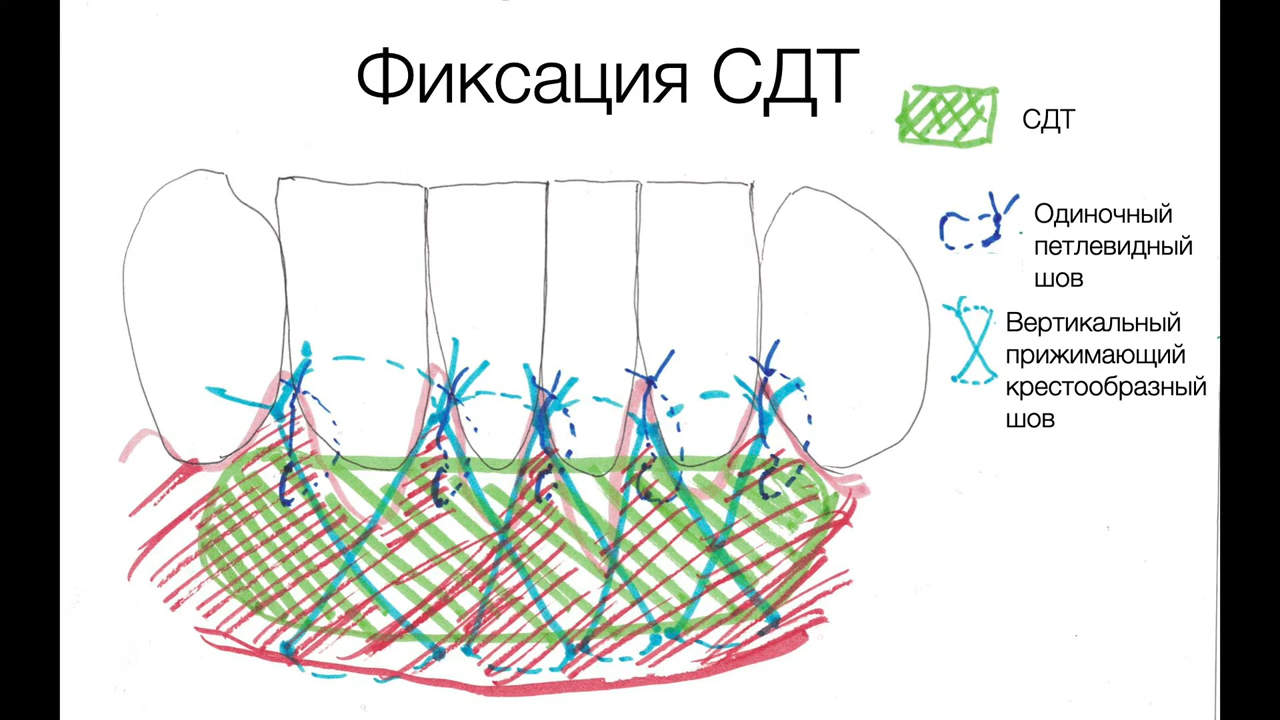 Фиксация СДТ
СДТ
Одиночный
петлевидный
шов
Вертикальный
прижимающий
крестообразный
шов